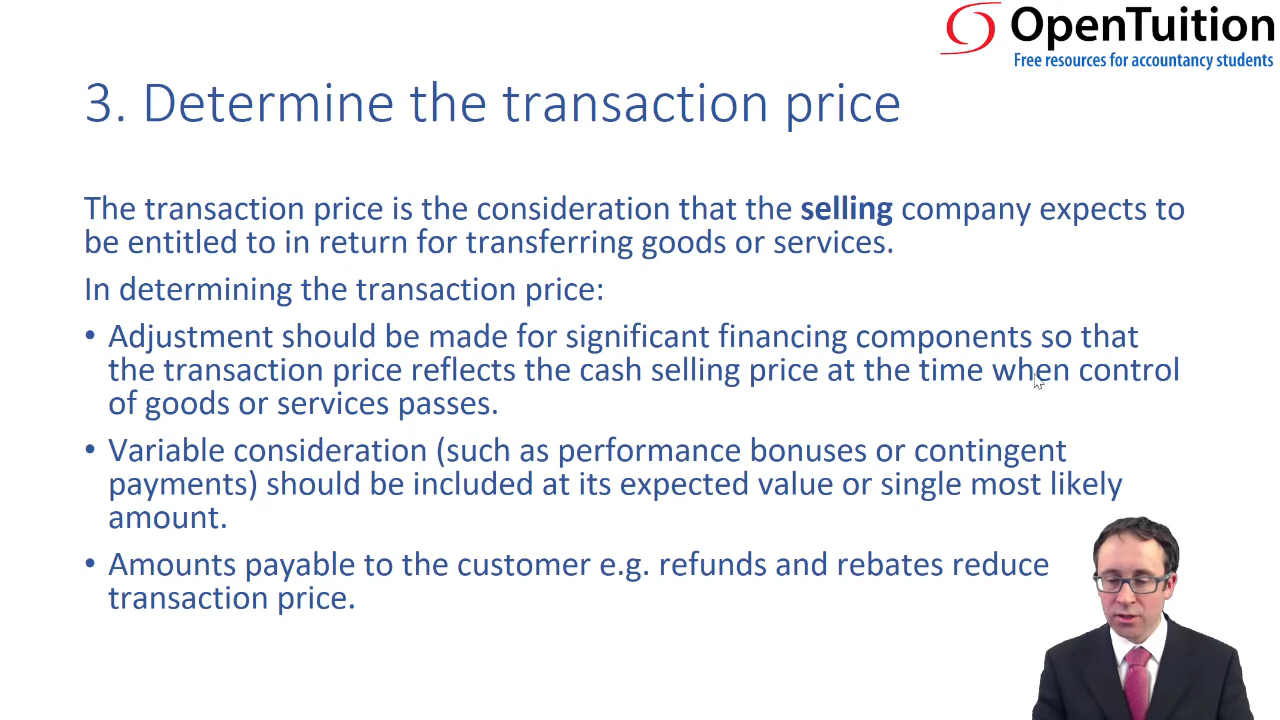 OpenTuition
Free resources for accountancy students
3. Determine the transaction price
The transaction price is the consideration that the selling company expects to
be entitled to in return for transferring goods or services.
In determining the transaction price:
• Adjustment should be made for significant financing components so that
the transaction price reflects the cash selling price at the time when control
of goods or services passes.
• Variable consideration (such as performance bonuses or contingent
payments) should be included at its expected value or single most likely
amount.
• Amounts payable to the customer e.g. refunds and rebates reduce
transaction price.